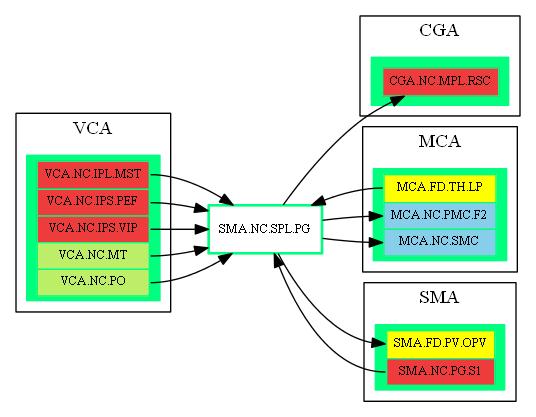 CGA
CGA.NC.MPL.RSC
VCA
VCA.NC.IPL.MST
VCA.NC.IPS.PEF
VCA.NC.IPS.VIP
VCA.NC.MT
VCA.NC.PO
SMA.NC.SPL.PG
MCA
MCA.FD.TH.LP
MCA.NC.PMC.F2
MCA.NC.SMC
SMA
SMA.FD.PV.OPV
SMA.NC.PG.S1